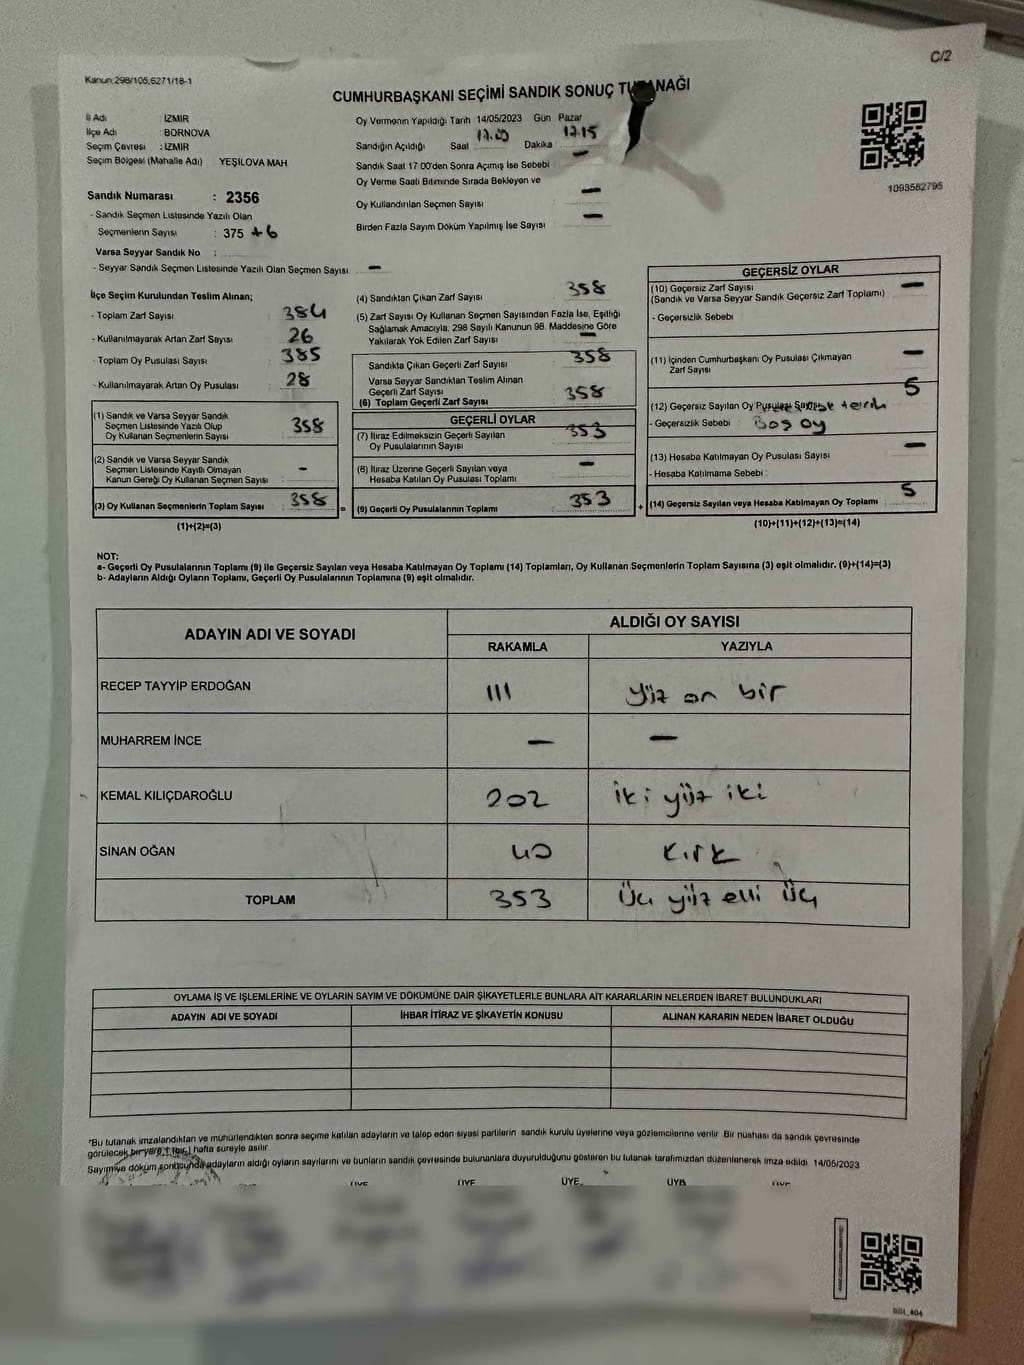 C/2
Kanun:298/105,6271/18-1
CUMHURBAŞKANI SEÇİMİ SANDIK SONUÇ TU NAĞI
İl Adı : İZMİR
İlçe Adı : BORNOVA
Seçim Çevresi : İZMİR
Seçim Bölgesi (Mahalle Adı) YEŞİLOVA MAH
Sandık Numarası : 2356
- Sandık Seçmen Listesinde Yazılı Olan
Seçmenlerin Sayısı : 375 + 6
Varsa Seyyar Sandık No :
- Seyyar Sandık Seçmen Listesinde Yazılı Olan Seçmen Sayısı –
Oy Vermenin Yapıldığı Tarih 14/05/2023 Gün Pazar
Sandığın Açıldığı Saat 17.00 Dakika 17.15
Sandık Saat 17:00'den Sonra Açımış İse Sebebi –
Oy Verme Saati Bitiminde Sırada Bekleyen ve
Oy Kullandırılan Seçmen Sayısı –
Birden Fazla Sayım Döküm Yapılmış İse Sayısı –
1093582795
İlçe Seçim Kurulundan Teslim Alınan;
- Toplam Zarf Sayısı : 384
- Kullanılmayarak Artan Zarf Sayısı : 26
- Toplam Oy Pusulası Sayısı : 385
- Kullanılmayarak Artan Oy Pusulası : 28
(1) Sandık ve Varsa Seyyar Sandık
Seçmen Listesinde Yazılı Olup
Oy Kullanan Seçmenlerin Sayısı : 358
(2) Sandık ve Varsa Seyyar Sandık
Seçmen Listesinde Kayıtlı Olmayan
Kanun Gereği Oy Kullanan Seçmen Sayısı : –
(3) Oy Kullanan Seçmenlerin Toplam Sayısı 358
(1)+(2)=(3)
(4) Sandıktan Çıkan Zarf Sayısı : 358
(5) Zarf Sayısı Oy Kullanan Seçmen Sayısından Fazla İse, Eşitliği
Sağlamak Amacıyla, 298 Sayılı Kanunun 98. Maddesine Göre
Yakılarak Yok Edilen Zarf Sayısı : –
Sandıkta Çıkan Geçerli Zarf Sayısı : 358
Varsa Seyyar Sandıktan Teslim Alınan
Geçerli Zarf Sayısı : 358
(6) Toplam Geçerli Zarf Sayısı
GEÇERLİ OYLAR
(7) İtiraz Edilmeksizin Geçerli Sayılan
Oy Pusulalarının Sayısı : 353
(8) İtiraz Üzerine Geçerli Sayılan veya
Hesaba Katılan Oy Pusulası Toplamı : –
= (9) Geçerli Oy Pusulalarının Toplamı : 353 +
GEÇERSİZ OYLAR
(10) Geçersiz Zarf Sayısı –
(Sandık ve Varsa Seyyar Sandık Geçersiz Zarf Toplamı)
- Geçersizlik Sebebi :
(11) İçinden Cumhurbaşkanı Oy Pusulası Çıkmayan –
Zarf Sayısı
(12) Geçersiz Sayılan Oy Pusulası Sayısı 5
- Geçersizlik Sebebi : Boş oy
(13) Hesaba Katılmayan Oy Pusulası Sayısı –
- Hesaba Katılmama Sebebi :
(14) Geçersiz Sayılan veya Hesaba Katılmayan Oy Toplamı : 5
(10)+(11)+(12)+(13)=(14)
NOT:
a- Geçerli Oy Pusulalarının Toplamı (9) ile Geçersiz Sayılan veya Hesaba Katılmayan Oy Toplamı (14) Toplamları, Oy Kullanan Seçmenlerin Toplam Sayısına (3) eşit olmalıdır. (9)+(14)=(3)
b- Adayların Aldığı Oyların Toplamı, Geçerli Oy Pusulalarının Toplamına (9) eşit olmalıdır.
ADAYIN ADI VE SOYADI ALDIĞI OY SAYISI
RAKAMLA YAZIYLA
RECEP TAYYİP ERDOĞAN 111 Yüz on bir
MUHARREM İNCE – –
KEMAL KILIÇDAROĞLU 202 iki yüz iki
SİNAN OĞAN 40 kırk
TOPLAM 353 Üç yüz elli üç
OYLAMA İŞ VE İŞLEMLERİNE VE OYLARIN SAYIM VE DÖKÜMÜNE DAİR ŞİKAYETLERLE BUNLARA AİT KARARLARIN NELERDEN İBARET BULUNDUKLARI
ADAYIN ADI VE SOYADI İHBAR İTİRAZ VE ŞİKAYETİN KONUSU ALINAN KARARIN NEDEN İBARET OLDUĞU
*Bu tutanak imzalandıktan ve mühürlendikten sonra seçime katılan adayların ve talep eden siyasi partilerin sandık kurulu üyelerine veya gözlemcilerine verilir. Bir nüshası da sandık çevresinde
görülecek bir yere 1 (bir) hafta süreyle asılır.
Sayım ve döküm sonucunda adayların aldığı oyların sayılarını ve bunların sandık çevresinde bulunanlara duyurulduğunu gösteren bu tutanak tarafımızdan düzenlenerek imza edildi. 14/05/2023
ÜYE ÜYE ÜYE ÜYE ÜYE